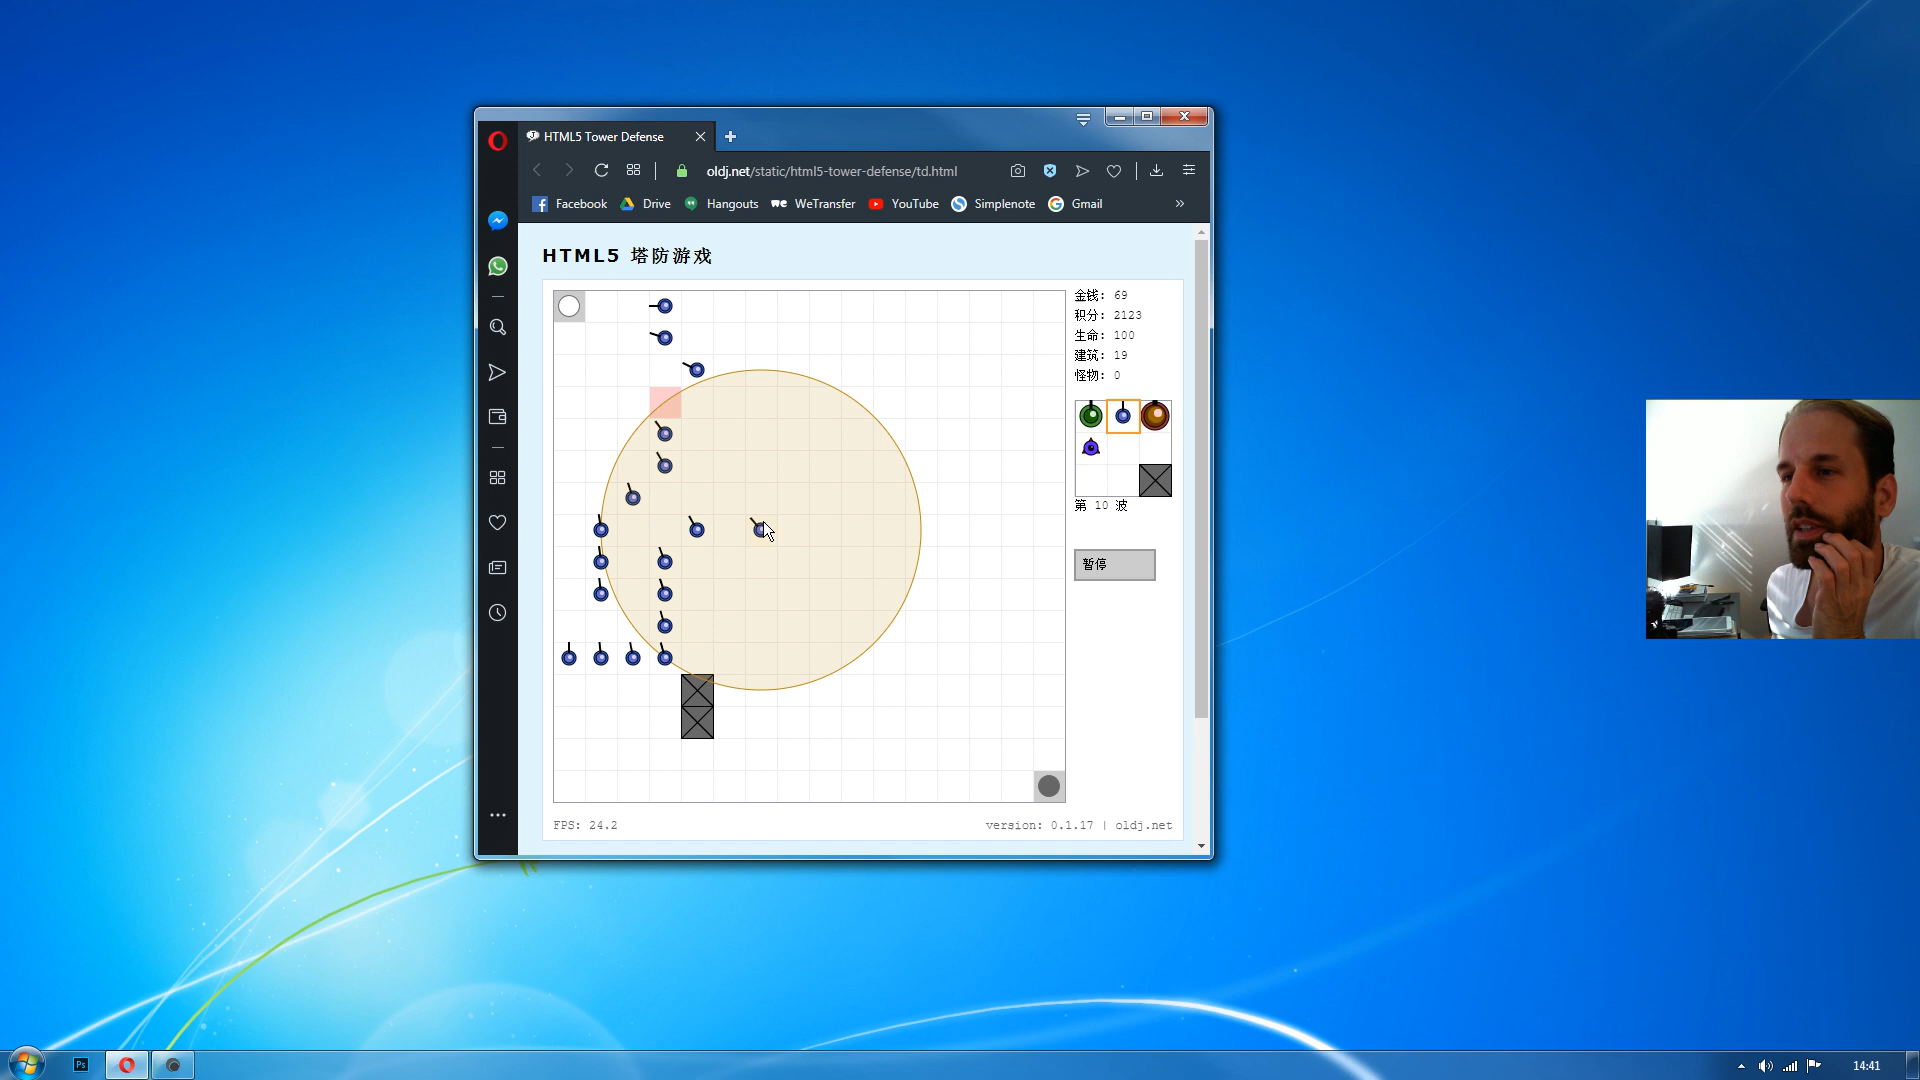 HTML5 Tower Defense
oldj.net/static/html5-tower-defense/td.html
Facebook Drive Hangouts WeTransfer YouTube Simplenote Gmail »
HTML5 塔防游戏
金钱: 69
积分: 2123
生命: 100
建筑: 19
怪物: 0
第 10 波
暂停
FPS: 24.2
version: 0.1.17 | oldj.net
Ps
14:41